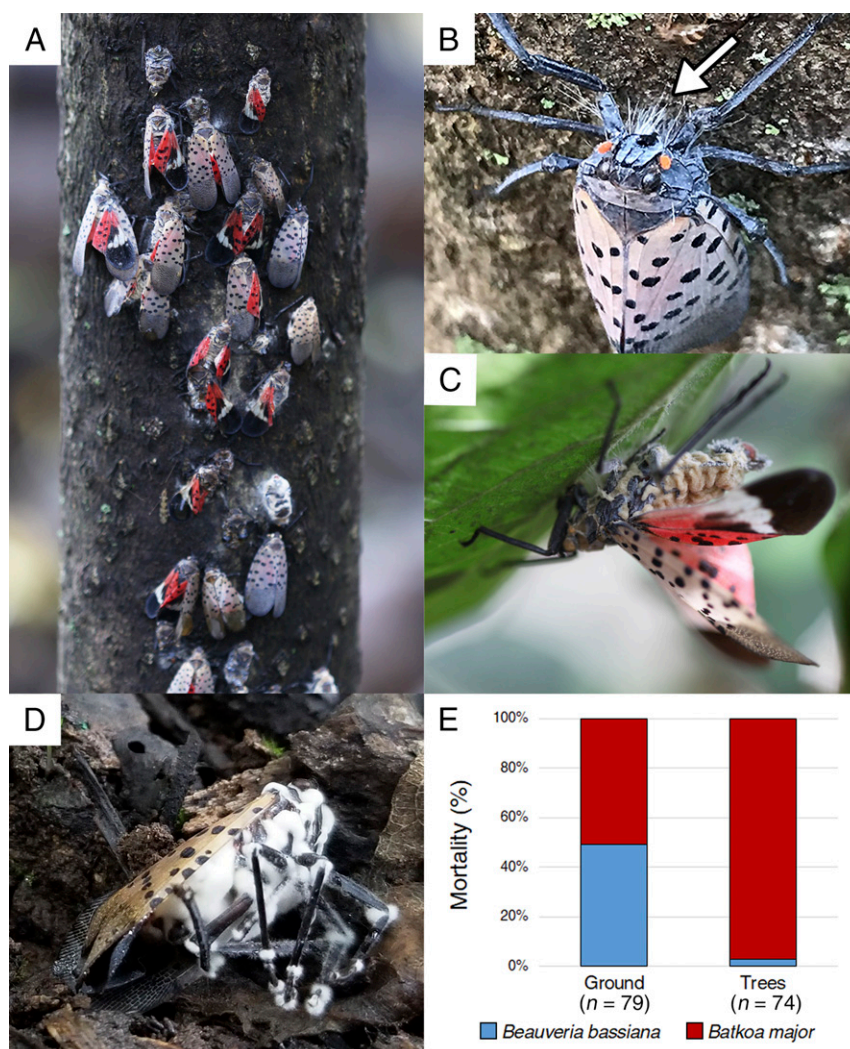 A
B
C
D
E
100%
80%
60%
40%
20%
0%
Mortality (%)
Ground
(n = 79)
Trees
(n = 74)
Beauveria bassiana
Batkoa major